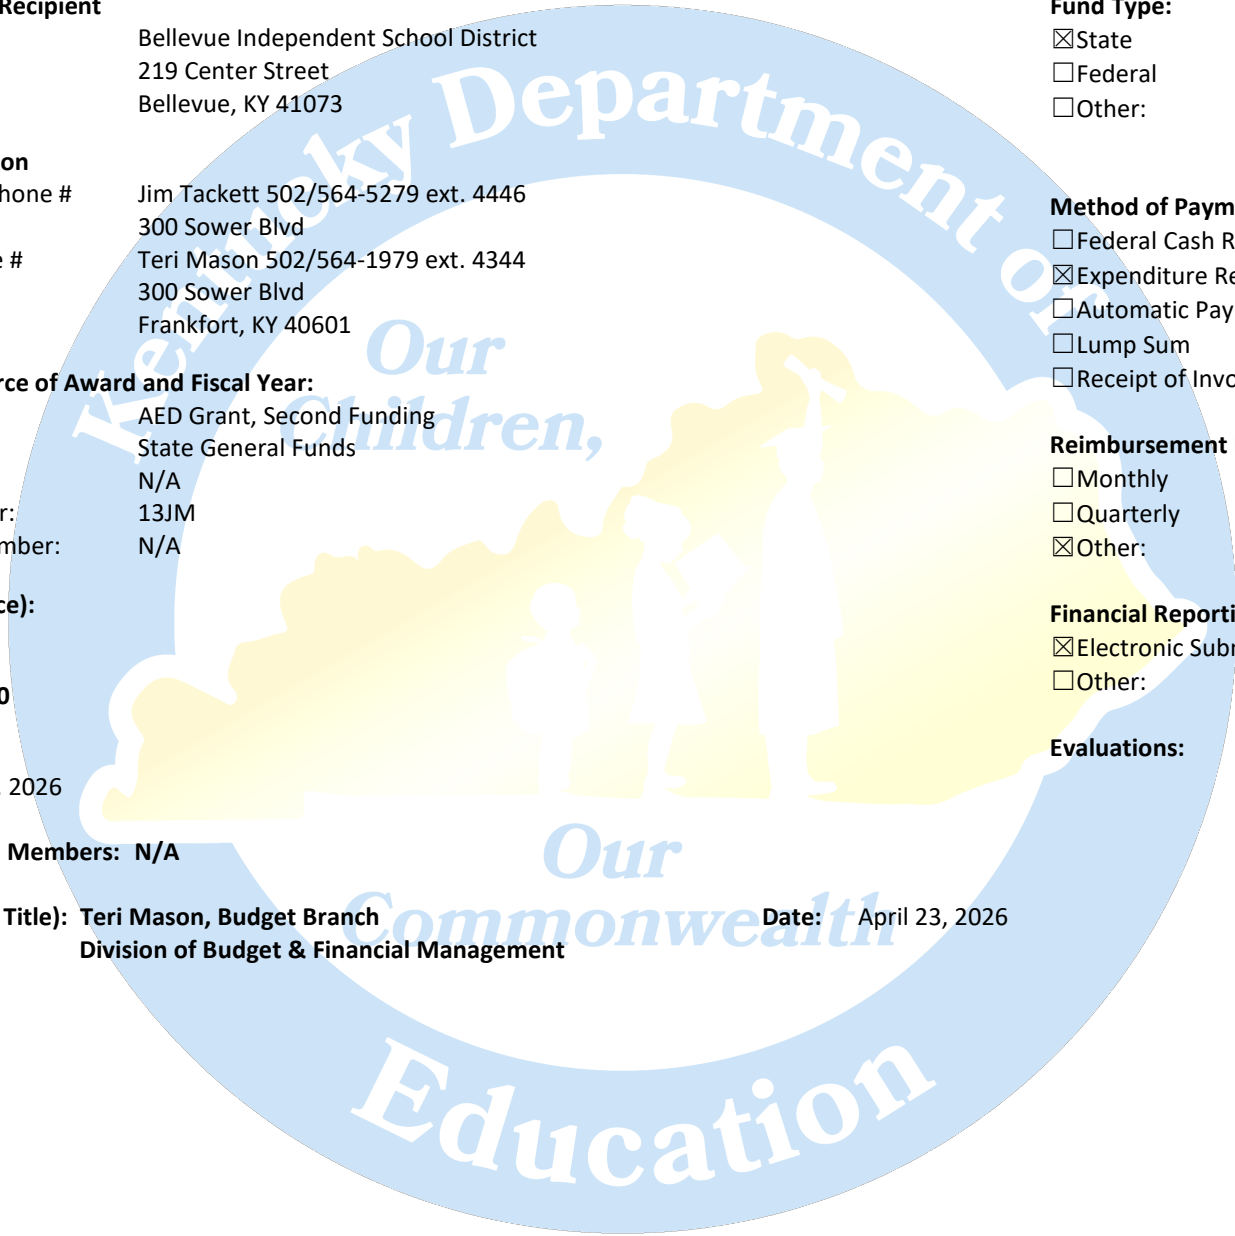 Recipient
Bellevue Independent School District
219 Center Street
Bellevue, KY 41073
on
hone # Jim Tackett 502/564-5279 ext. 4446
300 Sower Blvd
e # Teri Mason 502/564-1979 ext. 4344
300 Sower Blvd
Frankfort, KY 40601
rce of Award and Fiscal Year:
AED Grant, Second Funding
State General Funds
N/A
r: 13JM
mber: N/A
ce):
0
, 2026
Members: N/A
Title): Teri Mason, Budget Branch Date: April 23, 2026
Division of Budget & Financial Management
Fund Type:
☒State
☐Federal
☐Other:
Method of Paym
☐Federal Cash R
☒Expenditure Re
☐Automatic Pay
☐Lump Sum
☐Receipt of Invo
Reimbursement
☐Monthly
☐Quarterly
☒Other:
Financial Reporti
☒Electronic Subr
☐Other:
Evaluations:
Kentucky Department of
Education
Our
Children,
Our
Commonwealth